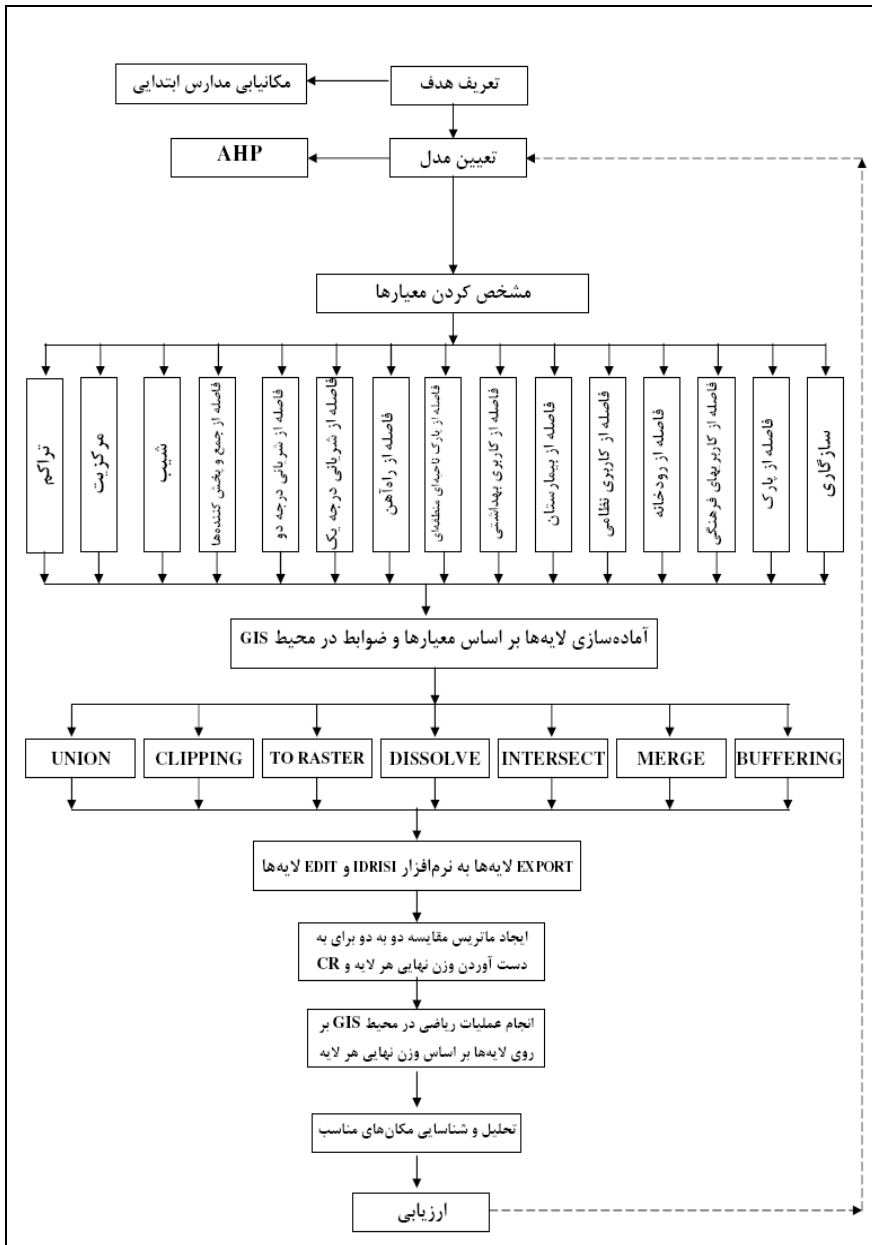 تعریف هدف
مکانیابی مدارس ابتدایی
تعیین مدل
AHP
مشخص کردن معیارها
سازگاری
فاصله از پارک
فاصله از کاربریهای فرهنگی
فاصله از رودخانه
فاصله از کاربری نظامی
فاصله از بیمارستان
فاصله از کاربری بهداشتی
فاصله از پارک ناحیه‌ای منطقه‌ای
فاصله از راه‌آهن
فاصله از شریانی درجه یک
فاصله از شریانی درجه دو
فاصله از جمع و پخش کننده‌ها
شیب
مرکزیت
تراکم
آماده‌سازی لایه‌ها بر اساس معیارها و ضوابط در محیط GIS
UNION
CLIPPING
TO RASTER
DISSOLVE
INTERSECT
MERGE
BUFFERING
EXPORT لایه‌ها به نرم‌افزار IDRISI و EDIT لایه‌ها
ایجاد ماتریس مقایسه دو به دو برای به
دست آوردن وزن نهایی هر لایه و CR
انجام عملیات ریاضی در محیط GIS بر
روی لایه‌ها بر اساس وزن نهایی هر لایه
تحلیل و شناسایی مکان‌های مناسب
ارزیابی